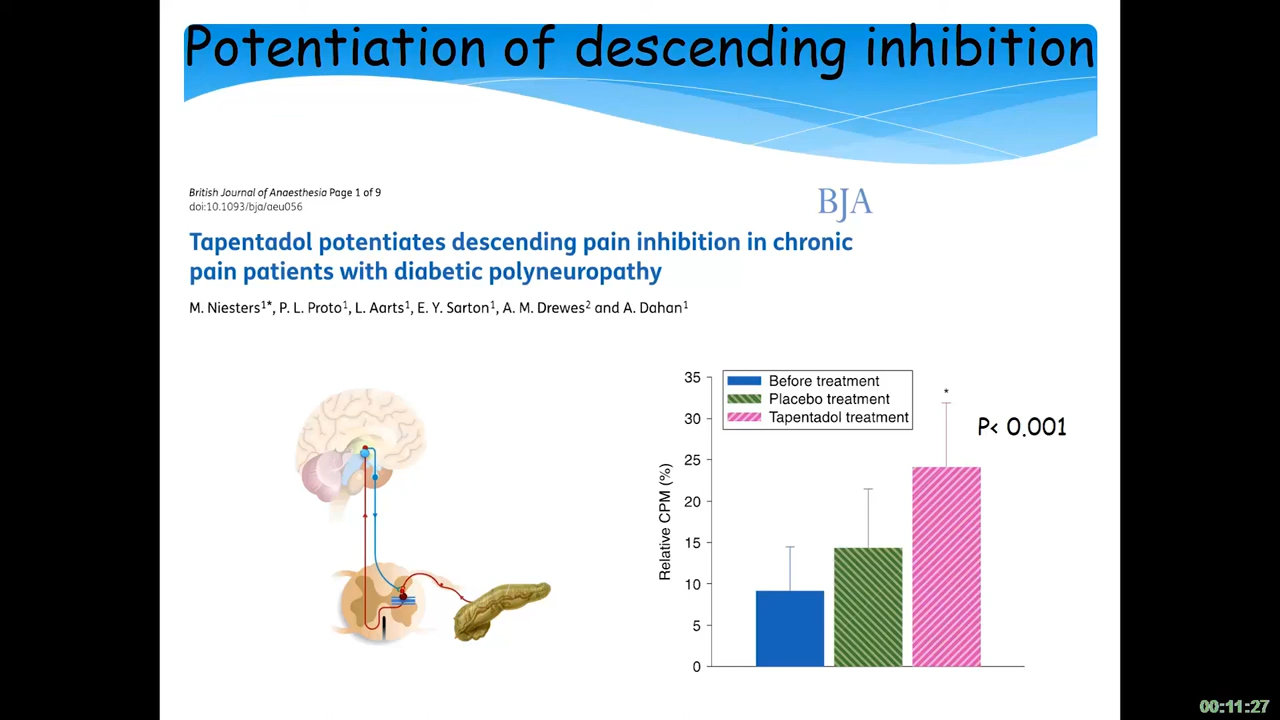 Potentiation of descending inhibition
British Journal of Anaesthesia Page 1 of 9
doi:10.1093/bja/aeu056
BJA
Tapentadol potentiates descending pain inhibition in chronic
pain patients with diabetic polyneuropathy
M. Niesters1*, P. L. Proto1, L. Aarts1, E. Y. Sarton1, A. M. Drewes2 and A. Dahan1
35
30
25
20
15
10
5
0
Relative CPM (%)
Before treatment
Placebo treatment
Tapentadol treatment
*
P< 0.001
00:11:27